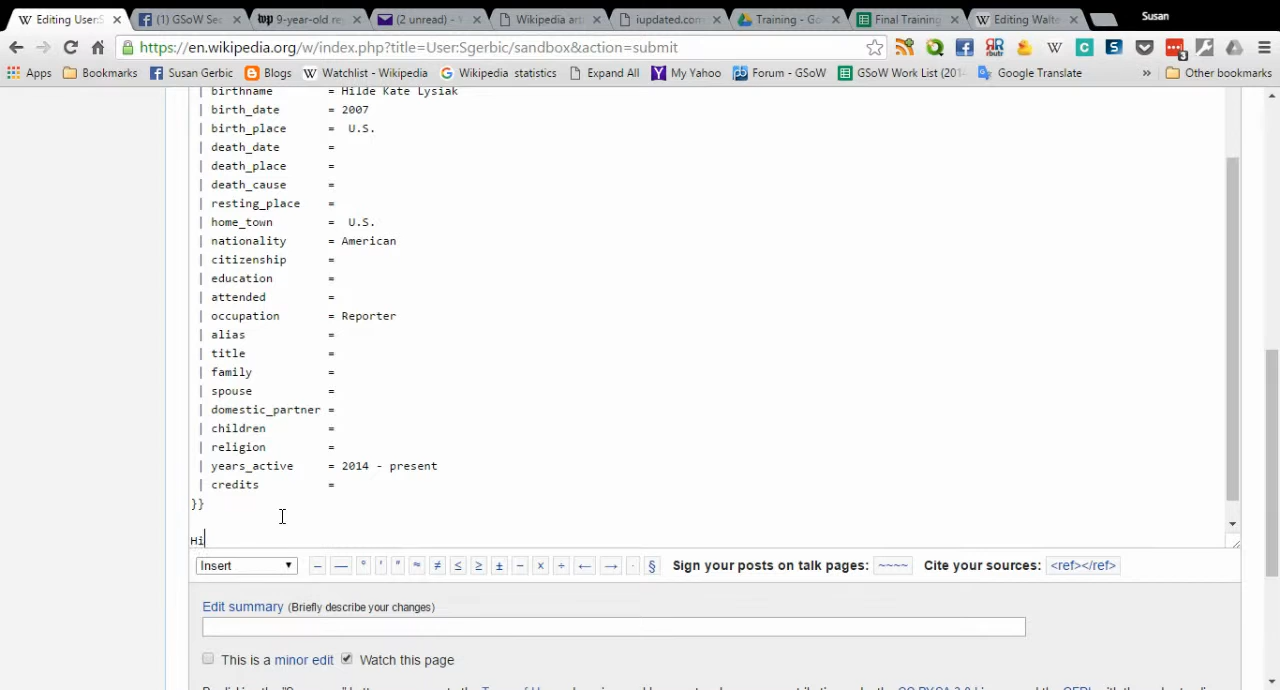 Editing User:S
(1) GSoW Sec
9-year-old re
(2 unread) -
Wikipedia arti
iupdated.com
Training - Go
Final Training
Editing Walte
Susan
https://en.wikipedia.org/w/index.php?title=User:Sgerbic/sandbox&action=submit
Apps Bookmarks Susan Gerbic Blogs Watchlist - Wikipedia Wikipedia statistics Expand All My Yahoo Forum - GSoW GSoW Work List (201 Google Translate » Other bookmarks
| birthname = Hilde Kate Lysiak
| birth_date = 2007
| birth_place = U.S.
| death_date =
| death_place =
| death_cause =
| resting_place =
| home_town = U.S.
| nationality = American
| citizenship =
| education =
| attended =
| occupation = Reporter
| alias =
| title =
| family =
| spouse =
| domestic_partner =
| children =
| religion =
| years_active = 2014 - present
| credits =
}}
Hi
Insert – — ° ′ ″ ≈ ≠ ≤ ≥ ± − × ÷ ← → · § Sign your posts on talk pages: ~~~~ Cite your sources: <ref></ref>
Edit summary (Briefly describe your changes)
This is a minor edit Watch this page